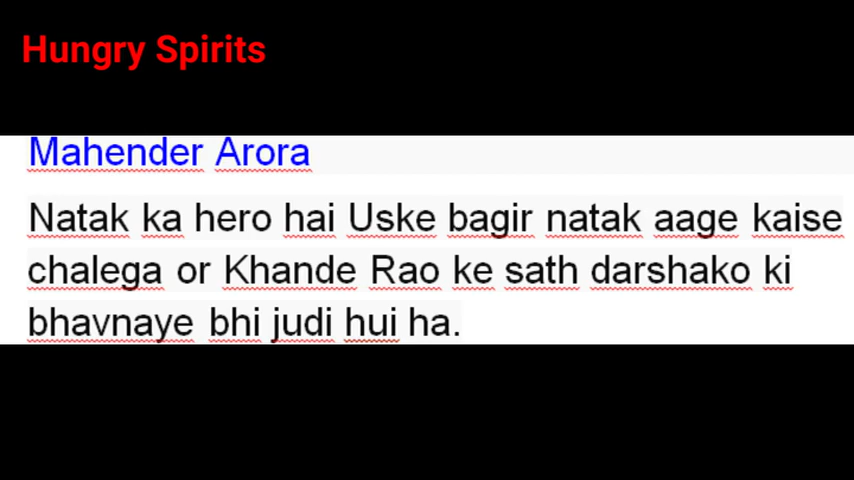 Hungry Spirits
Mahender Arora
Natak ka hero hai Uske bagir natak aage kaise
chalega or Khande Rao ke sath darshako ki
bhavnaye bhi judi hui ha.